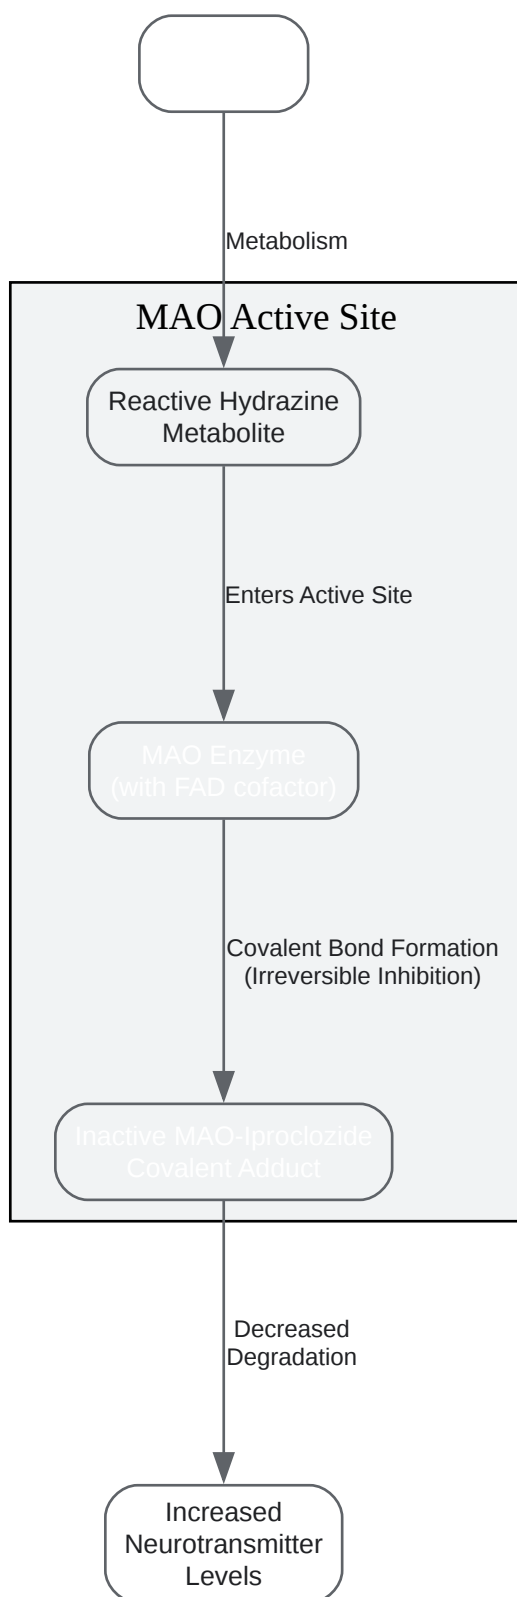 Metabolism
MAO Active Site
Reactive Hydrazine
Metabolite
Enters Active Site
MAO Enzyme
(with FAD cofactor)
Covalent Bond Formation
(Irreversible Inhibition)
Inactive MAO-Iproclozide
Covalent Adduct
Decreased
Degradation
Increased
Neurotransmitter
Levels